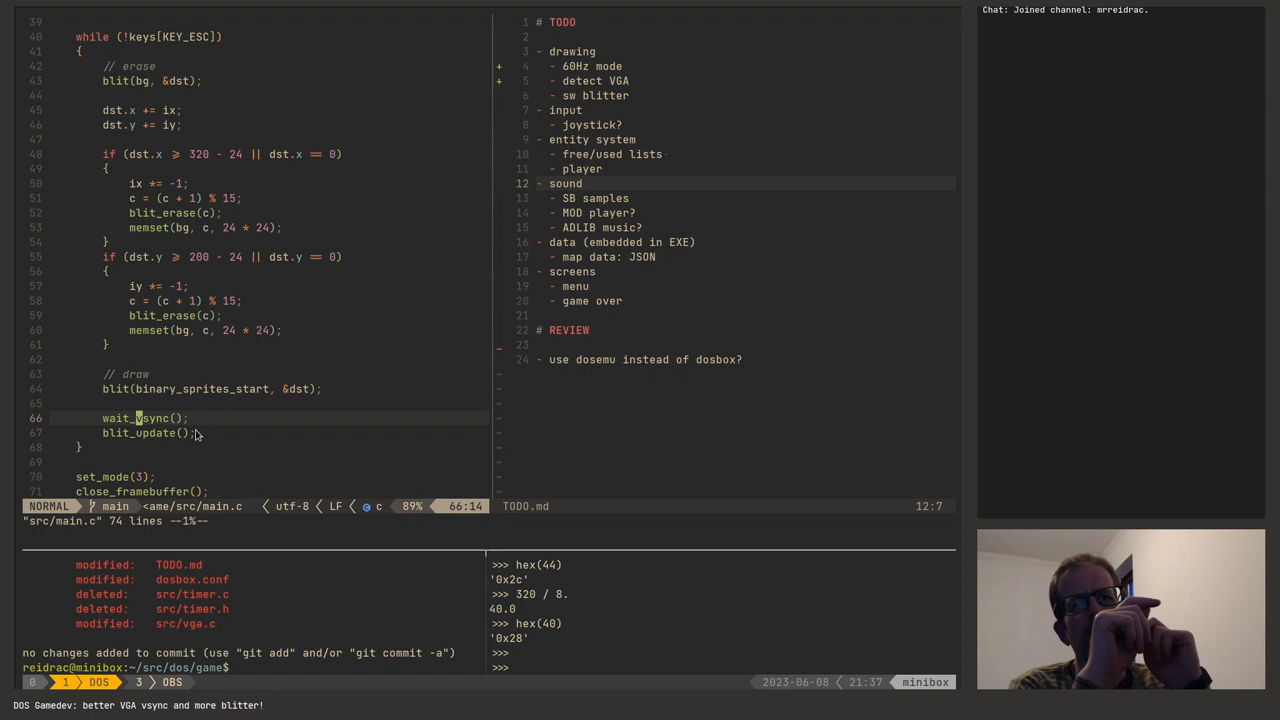 39
40 while (!keys[KEY_ESC])
41 {
42 // erase
43 blit(bg, &dst);
44
45 dst.x += ix;
46 dst.y += iy;
47
48 if (dst.x ⩾ 320 - 24 || dst.x == 0)
49 {
50 ix *= -1;
51 c = (c + 1) % 15;
52 blit_erase(c);
53 memset(bg, c, 24 * 24);
54 }
55 if (dst.y ⩾ 200 - 24 || dst.y == 0)
56 {
57 iy *= -1;
58 c = (c + 1) % 15;
59 blit_erase(c);
60 memset(bg, c, 24 * 24);
61 }
62
63 // draw
64 blit(binary_sprites_start, &dst);
65
66 wait_vsync();
67 blit_update();
68 }
69
70 set_mode(3);
71 close_framebuffer();
NORMAL main <ame/src/main.c utf-8 LF c 89% 66:14
"src/main.c" 74 lines --1%--
1 # TODO
2
3 - drawing
+ 4 - 60Hz mode
+ 5 - detect VGA
6 - sw blitter
7 - input
8 - joystick?
9 - entity system
10 - free/used lists
11 - player
12 - sound
13 - SB samples
14 - MOD player?
15 - ADLIB music?
16 - data (embedded in EXE)
17 - map data: JSON
18 - screens
19 - menu
20 - game over
21
22 # REVIEW
_ 23
24 - use dosemu instead of dosbox?
~
~
~
~
~
~
~
~
TODO.md 12:7
modified: TODO.md
modified: dosbox.conf
deleted: src/timer.c
deleted: src/timer.h
modified: src/vga.c
no changes added to commit (use "git add" and/or "git commit -a")
reidrac@minibox:~/src/dos/game$
>>> hex(44)
'0x2c'
>>> 320 / 8.
40.0
>>> hex(40)
'0x28'
>>>
>>>
0 1 DOS 3 OBS 2023-06-08 21:37 minibox
Chat: Joined channel: mrreidrac.
DOS Gamedev: better VGA vsync and more blitter!